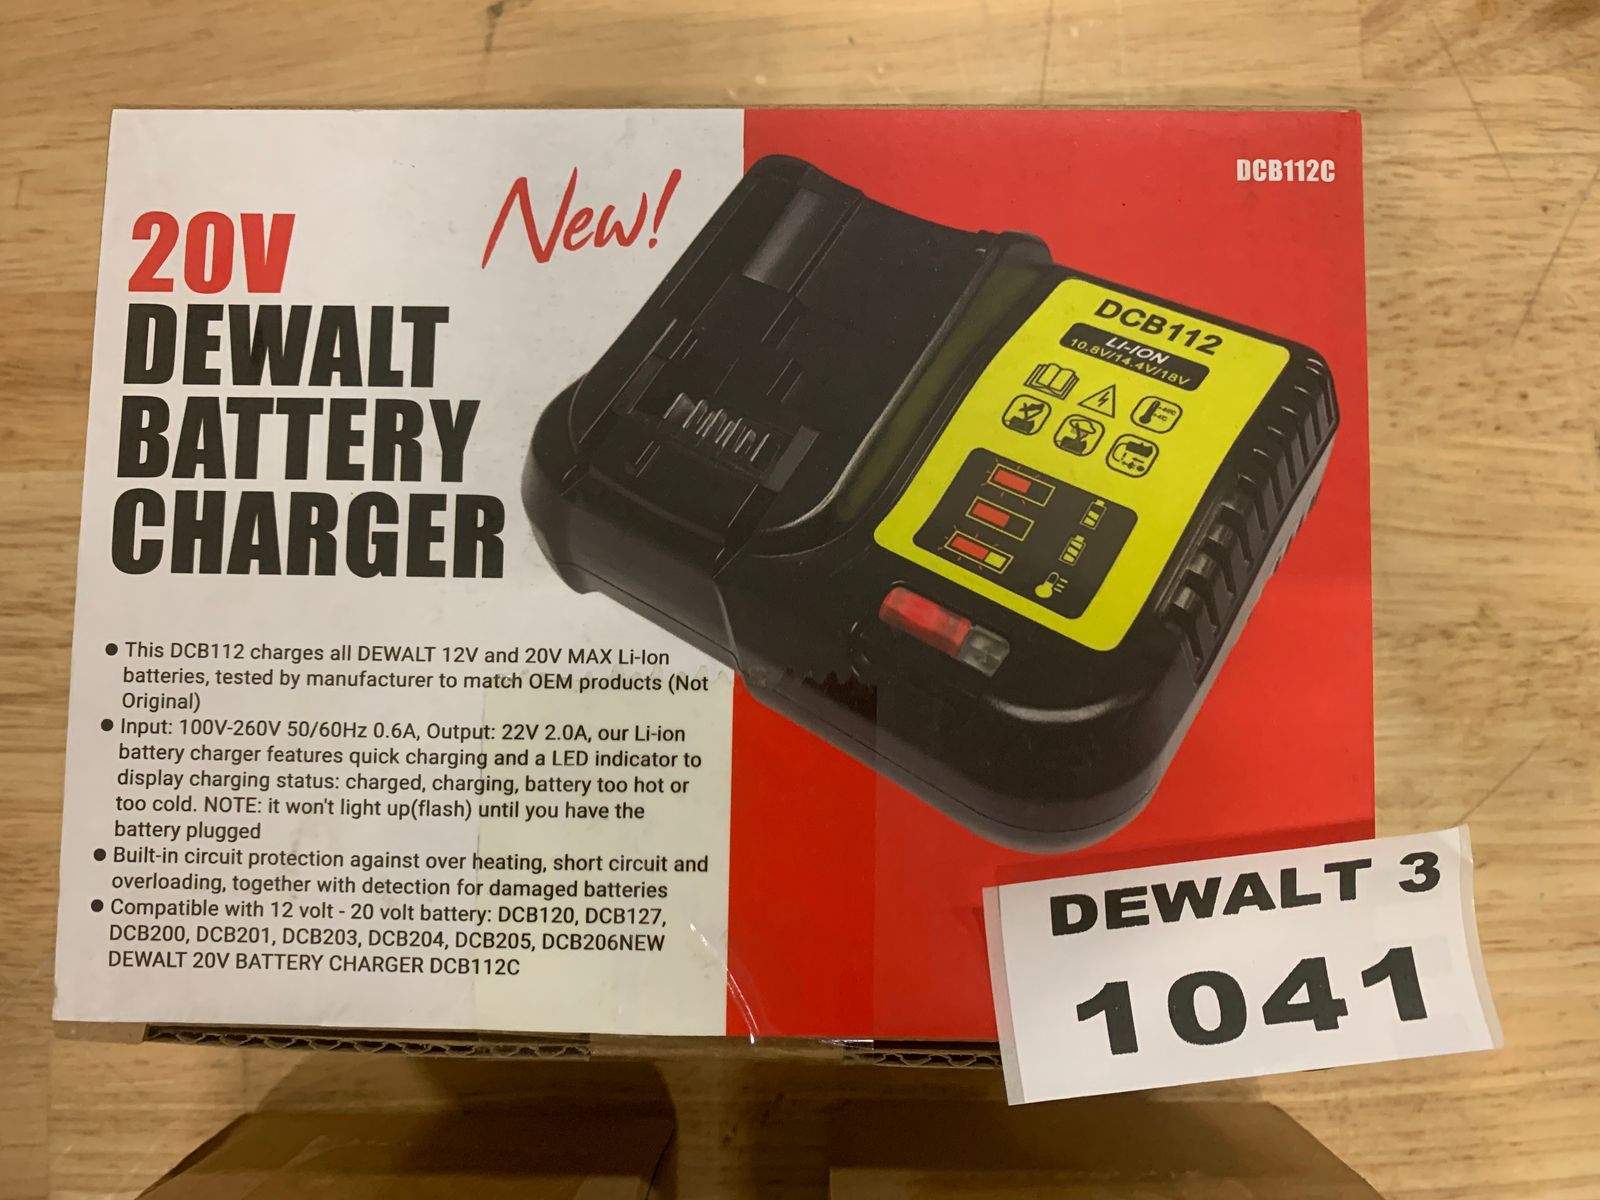 DCB112C
New!
20V
DEWALT
BATTERY
CHARGER
DCB112
LI-ION
10.8V/14.4V/18V
● This DCB112 charges all DEWALT 12V and 20V MAX Li-Ion
batteries, tested by manufacturer to match OEM products (Not
Original)
● Input: 100V-260V 50/60Hz 0.6A, Output: 22V 2.0A, our Li-ion
battery charger features quick charging and a LED indicator to
display charging status: charged, charging, battery too hot or
too cold. NOTE: it won't light up(flash) until you have the
battery plugged
● Built-in circuit protection against over heating, short circuit and
overloading, together with detection for damaged batteries
● Compatible with 12 volt - 20 volt battery: DCB120, DCB127,
DCB200, DCB201, DCB203, DCB204, DCB205, DCB206NEW
DEWALT 20V BATTERY CHARGER DCB112C
DEWALT 3
1041